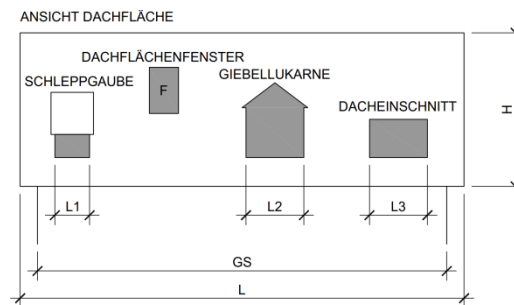 ANSICHT DACHFLÄCHE
DACHFLÄCHENFENSTER
GIEBELLUKARNE
SCHLEPPGAUBE
F
DACHEINSCHNITT
H
L1
L2
L3
GS
L